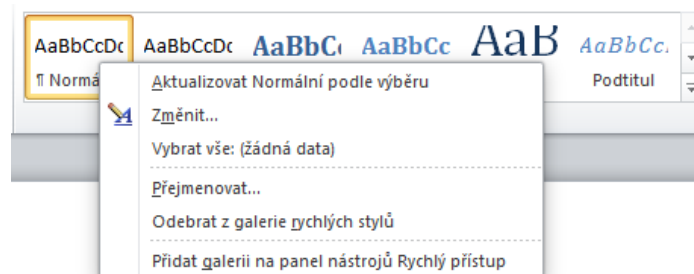 AaBbCcDc AaBbCcDc AaBbC AaBbCc AaB AaBbCc.
¶ Normá Podtitul
Aktualizovat Normální podle výběru
Změnit...
Vybrat vše: (žádná data)
Přejmenovat...
Odebrat z galerie rychlých stylů
Přidat galerii na panel nástrojů Rychlý přístup